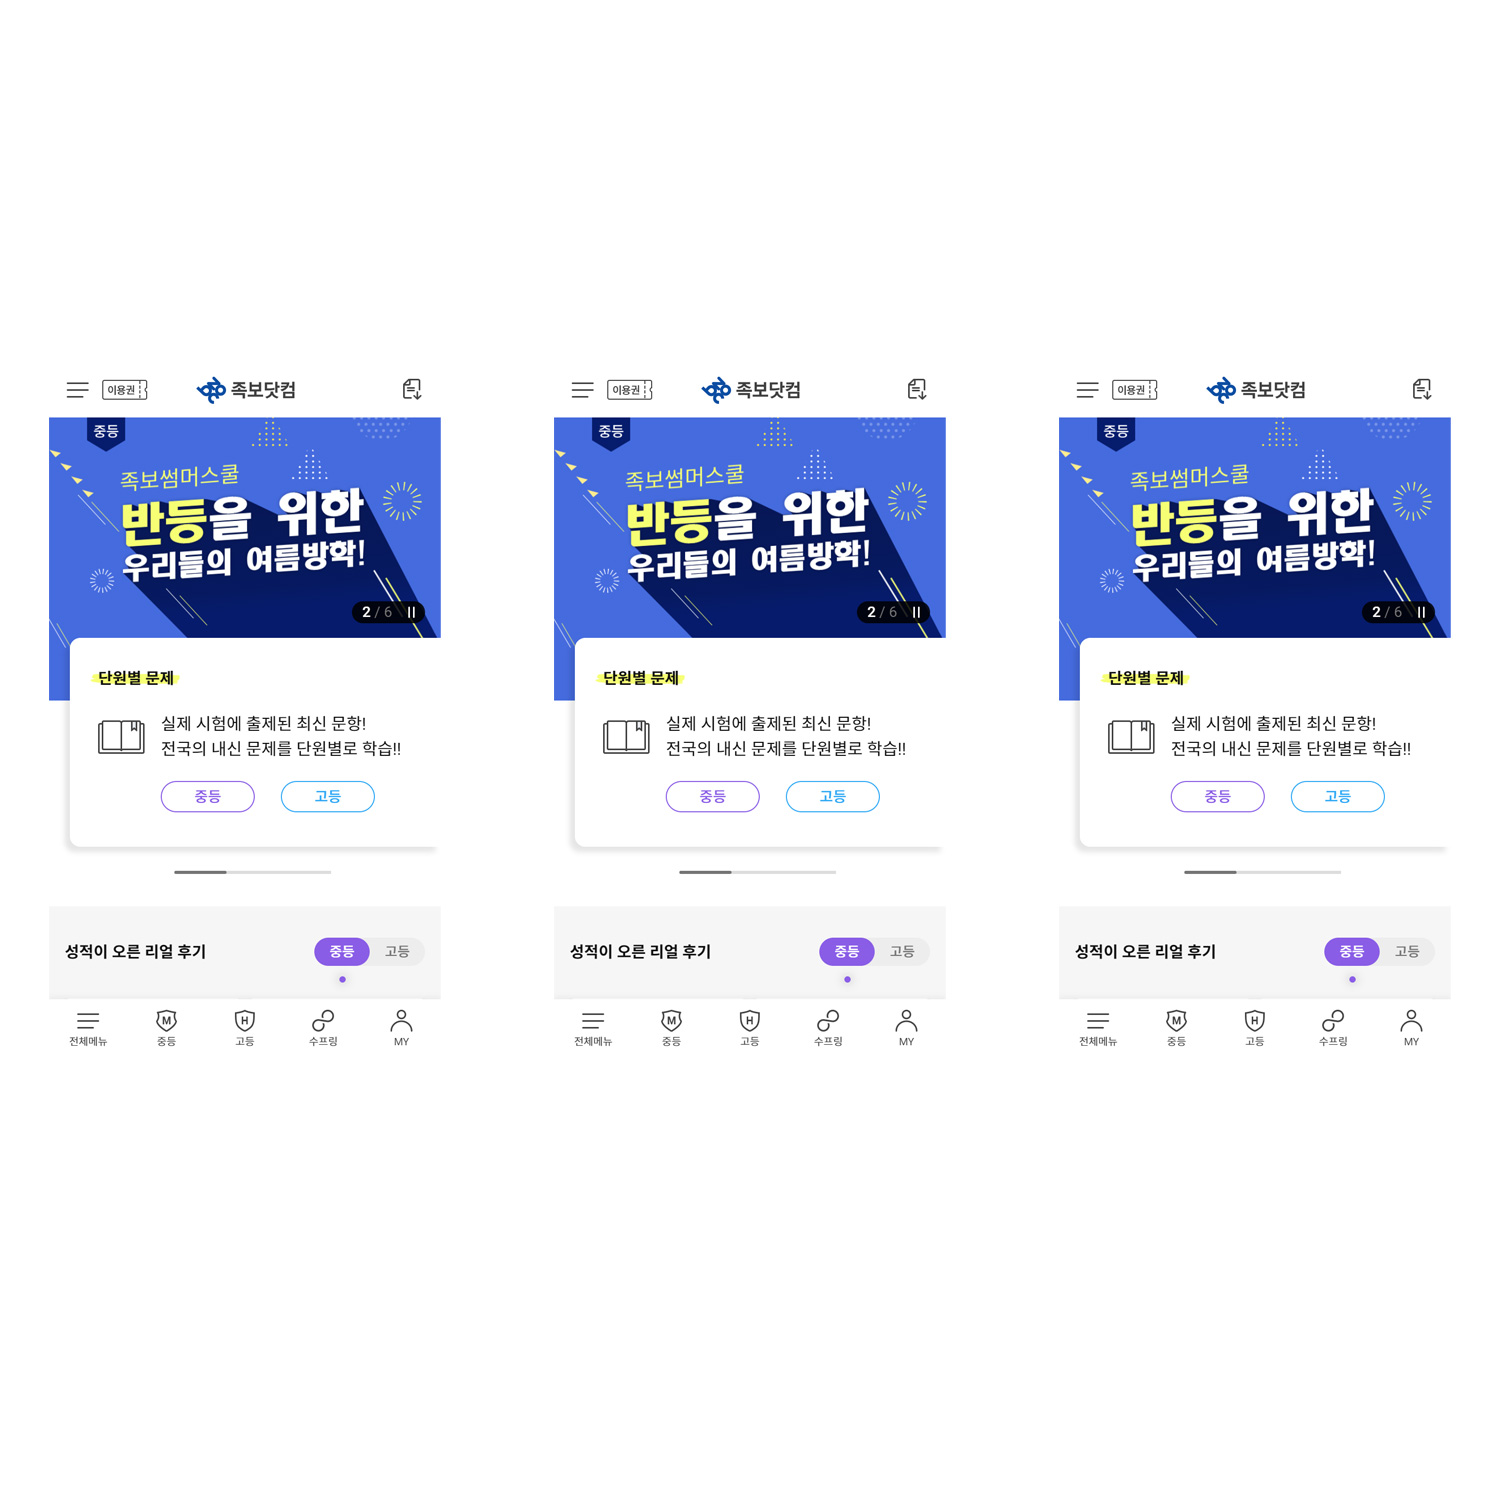 이용권
족보닷컴
중등
족보썸머스쿨
반등을 위한
우리들의 여름방학!
2 / 6
단원별 문제
실제 시험에 출제된 최신 문항!
전국의 내신 문제를 단원별로 학습!!
중등
고등
성적이 오른 리얼 후기
중등
고등
전체메뉴
M
중등
H
고등
수프링
MY
이용권
족보닷컴
중등
족보썸머스쿨
반등을 위한
우리들의 여름방학!
2 / 6
단원별 문제
실제 시험에 출제된 최신 문항!
전국의 내신 문제를 단원별로 학습!!
중등
고등
성적이 오른 리얼 후기
중등
고등
전체메뉴
M
중등
H
고등
수프링
MY
이용권
족보닷컴
중등
족보썸머스쿨
반등을 위한
우리들의 여름방학!
2 / 6
단원별 문제
실제 시험에 출제된 최신 문항!
전국의 내신 문제를 단원별로 학습!!
중등
고등
성적이 오른 리얼 후기
중등
고등
전체메뉴
M
중등
H
고등
수프링
MY